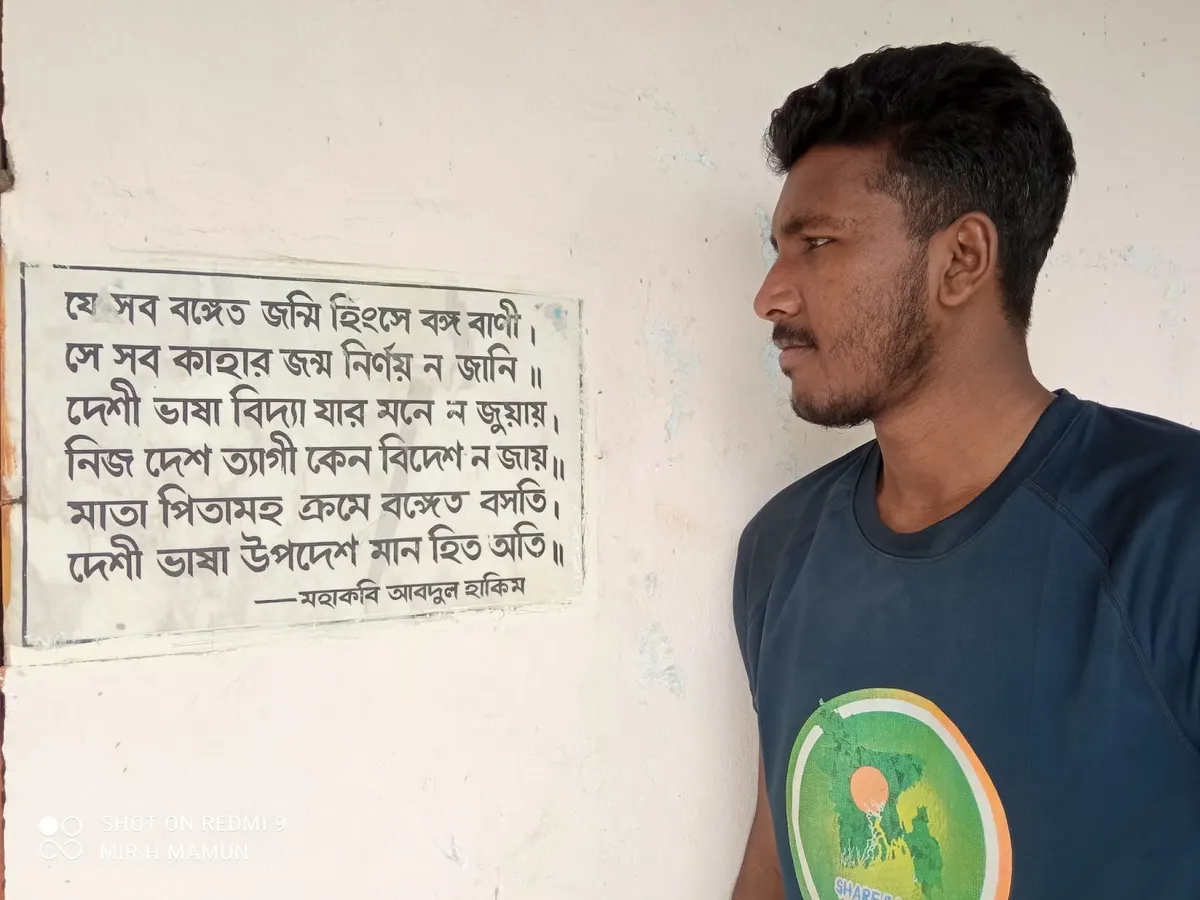 যে সব বঙ্গেত জন্মি হিংসে বঙ্গ বাণী।
সে সব কাহার জন্ম নির্ণয় ন জানি॥
দেশী ভাষা বিদ্যা যার মনে ন জুয়ায়।
নিজ দেশ ত্যাগী কেন বিদেশ ন জায়॥
মাতা পিতামহ ক্রমে বঙ্গেত বসতি।
দেশী ভাষা উপদেশ মান হিত অতি॥
—মহাকবি আবদুল হাকিম
SHOT ON REDMI 9
MIR H MAMUN